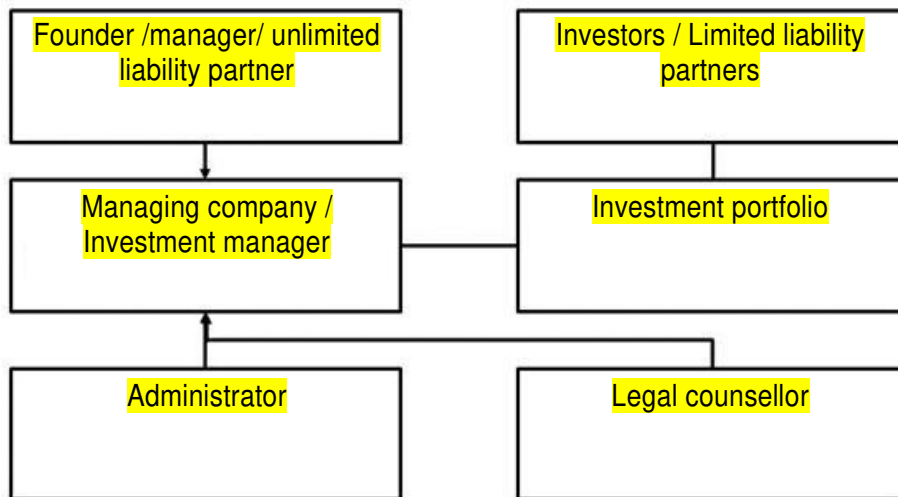 Founder /manager/ unlimited
liability partner
Investors / Limited liability
partners
Managing company /
Investment manager
Investment portfolio
Administrator
Legal counsellor